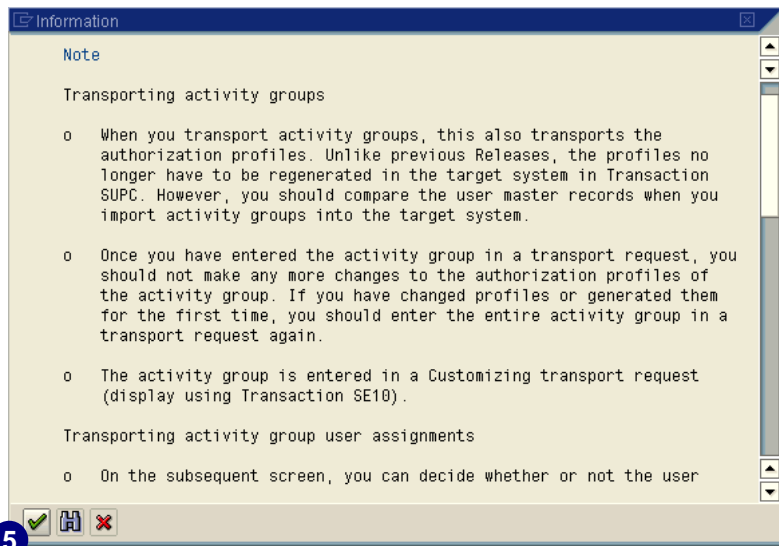 Information
Note
Transporting activity groups
o When you transport activity groups, this also transports the
authorization profiles. Unlike previous Releases, the profiles no
longer have to be regenerated in the target system in Transaction
SUPC. However, you should compare the user master records when you
import activity groups into the target system.
o Once you have entered the activity group in a transport request, you
should not make any more changes to the authorization profiles of
the activity group. If you have changed profiles or generated them
for the first time, you should enter the entire activity group in a
transport request again.
o The activity group is entered in a Customizing transport request
(display using Transaction SE10).
Transporting activity group user assignments
o On the subsequent screen, you can decide whether or not the user
5